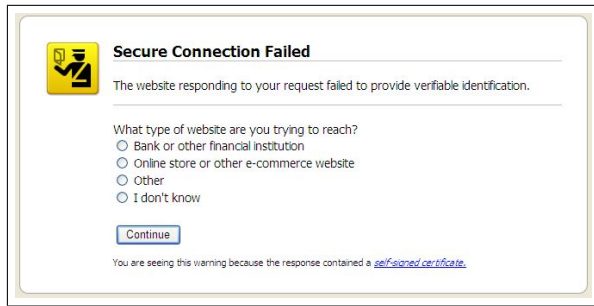 Secure Connection Failed
The website responding to your request failed to provide verifiable identification.
What type of website are you trying to reach?
Bank or other financial institution
Online store or other e-commerce website
Other
I don't know
Continue
You are seeing this warning because the response contained a self-signed certificate.